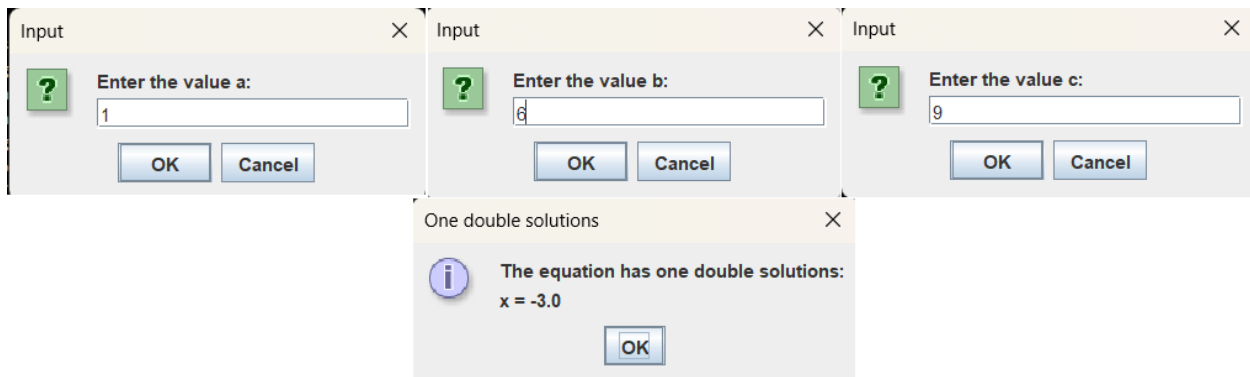 Input
Enter the value a:
1
OK Cancel
Input
Enter the value b:
6
OK Cancel
Input
Enter the value c:
9
OK Cancel
One double solutions
The equation has one double solutions:
x = -3.0
OK